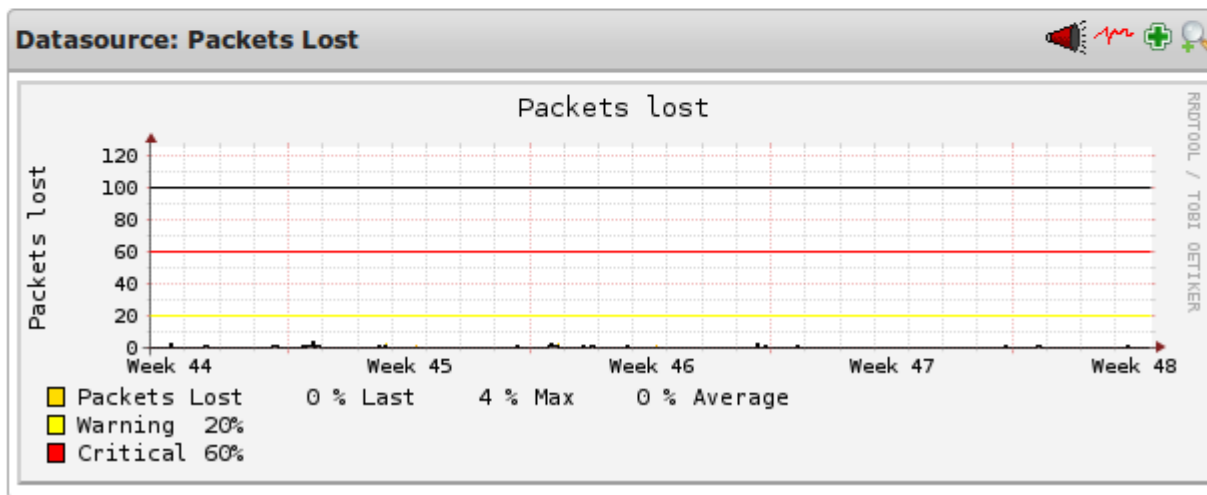 Datasource: Packets Lost
Packets lost
RRDTOOL / TOBI OETIKER
Packets lost
120
100
80
60
40
20
0
Week 44 Week 45 Week 46 Week 47 Week 48
Packets Lost 0 % Last 4 % Max 0 % Average
Warning 20%
Critical 60%